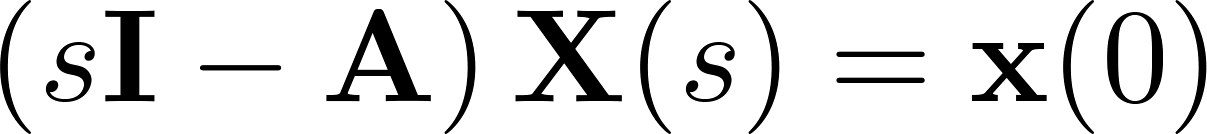 (sI − A) X(s) = x(0)